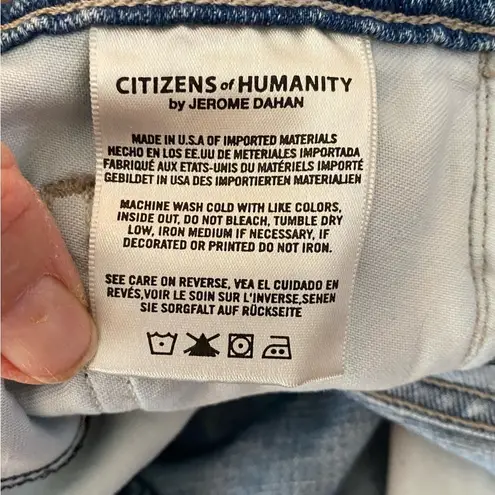 CITIZENS of HUMANITY
by JEROME DAHAN
MADE IN U.S.A OF IMPORTED MATERIALS
HECHO EN LOS EE.UU DE METERIALES IMPORTADA
FABRIQUÉ AUX ETATS-UNIS DU MATÉRIELS IMPORTÉ
GEBILDET IN USA DES IMPORTIERTEN MATERIALIEN
MACHINE WASH COLD WITH LIKE COLORS,
INSIDE OUT, DO NOT BLEACH, TUMBLE DRY
LOW, IRON MEDIUM IF NECESSARY, IF
DECORATED OR PRINTED DO NOT IRON.
SEE CARE ON REVERSE, VEA EL CUIDADO EN
REVÉS,VOIR LE SOIN SUR L'INVERSE,SEHEN
SIE SORGFALT AUF RÜCKSEITE